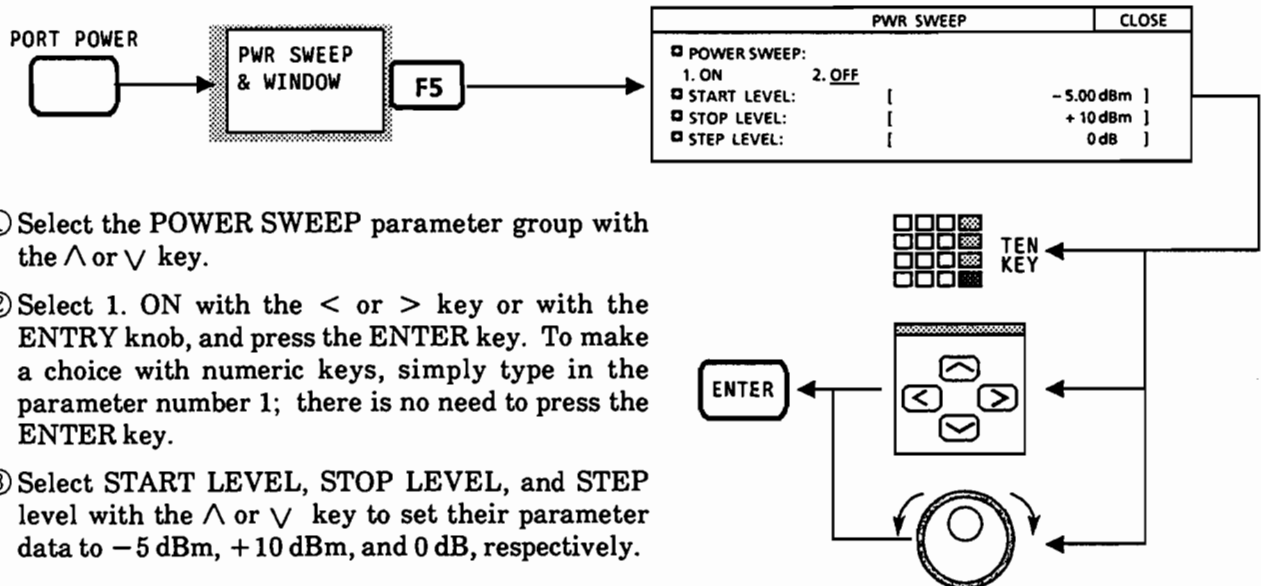 PORT POWER
PWR SWEEP
& WINDOW
F5
PWR SWEEP CLOSE
POWER SWEEP:
1. ON 2. OFF
START LEVEL: [ −5.00 dBm ]
STOP LEVEL: [ +10 dBm ]
STEP LEVEL: [ 0 dB ]
① Select the POWER SWEEP parameter group with
the ∧ or ∨ key.
② Select 1. ON with the < or > key or with the
ENTRY knob, and press the ENTER key. To make
a choice with numeric keys, simply type in the
parameter number 1; there is no need to press the
ENTER key.
③ Select START LEVEL, STOP LEVEL, and STEP
level with the ∧ or ∨ key to set their parameter
data to −5 dBm, +10 dBm, and 0 dB, respectively.
TEN
KEY
ENTER